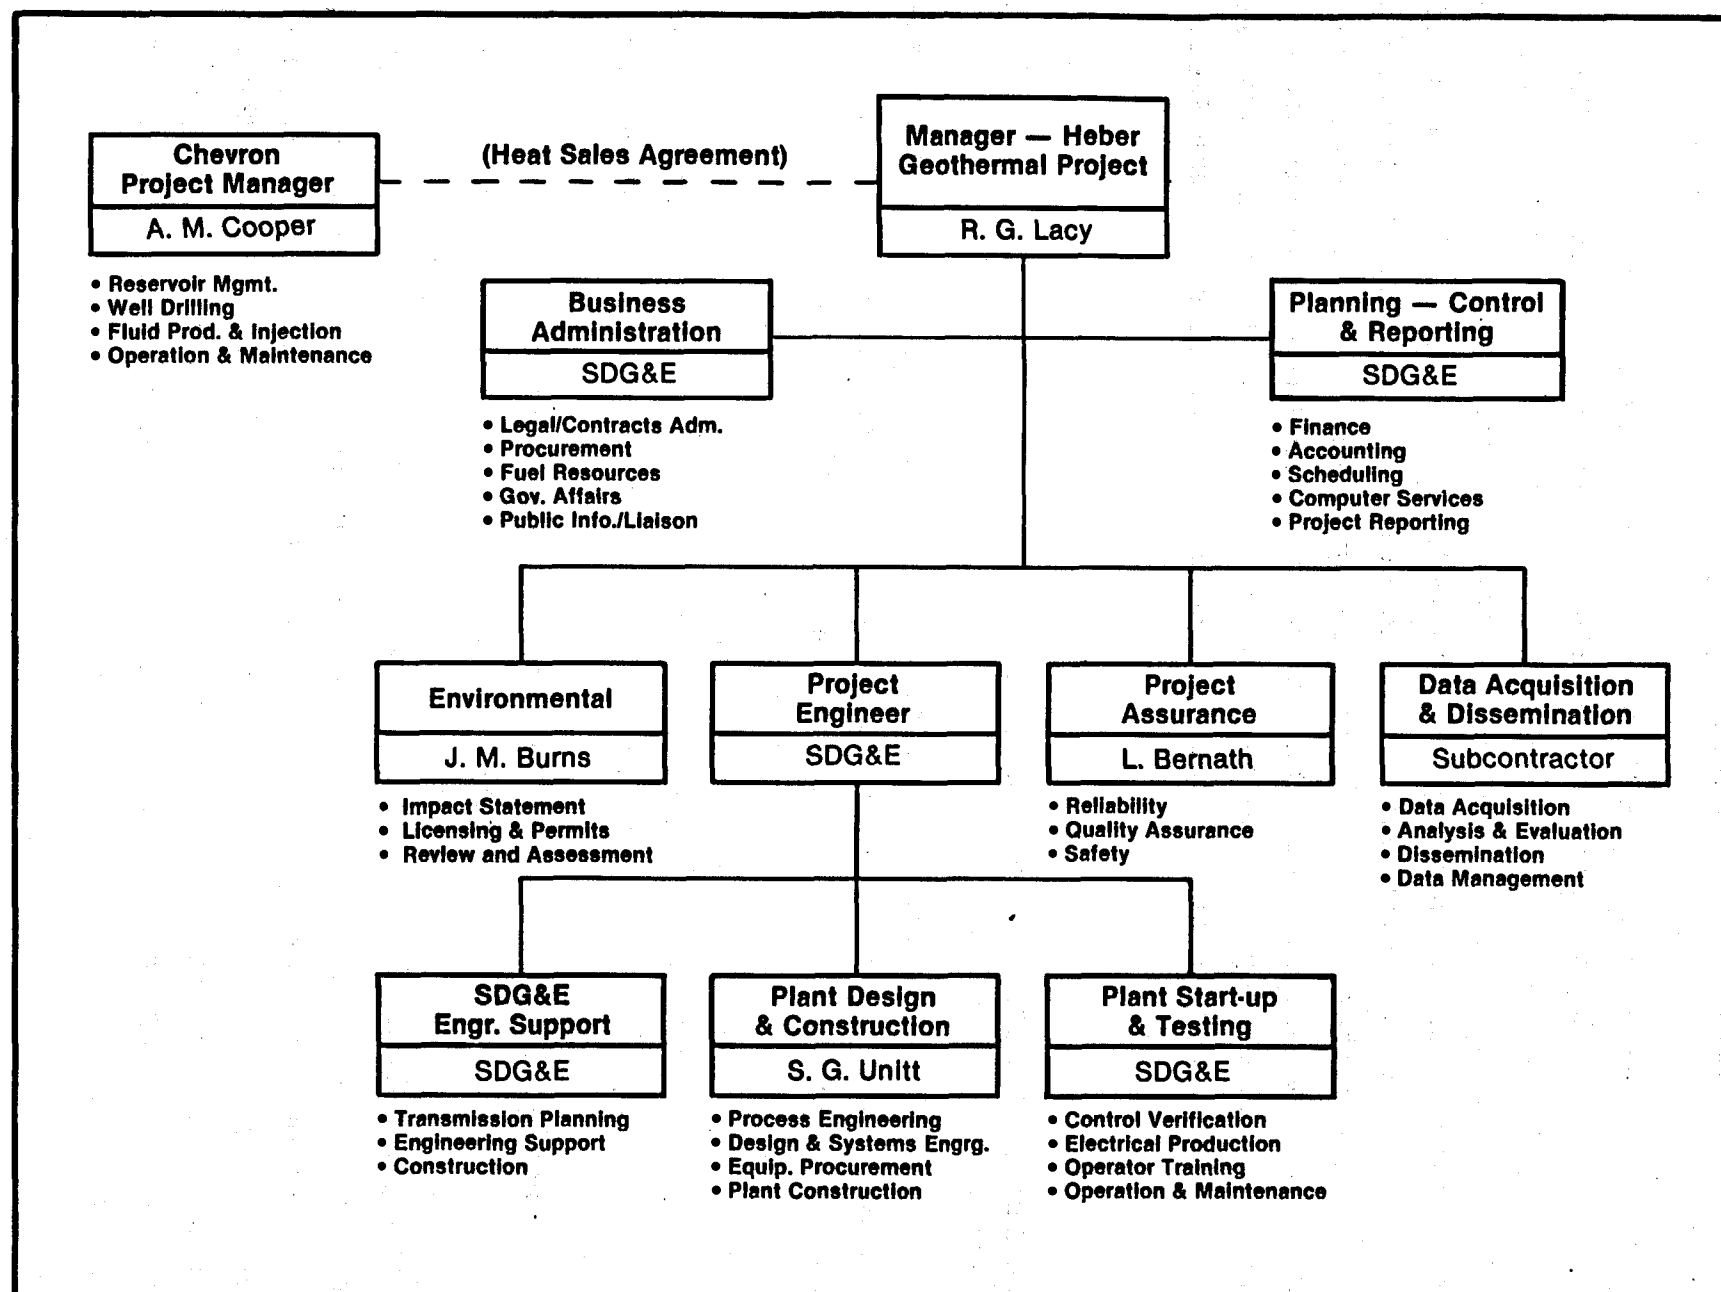 Manager — Heber
Geothermal Project
R. G. Lacy
(Heat Sales Agreement)
Chevron
Project Manager
A. M. Cooper
• Reservoir Mgmt.
• Well Drilling
• Fluid Prod. & Injection
• Operation & Maintenance
Business
Administration
SDG&E
• Legal/Contracts Adm.
• Procurement
• Fuel Resources
• Gov. Affairs
• Public Info./Liaison
Planning — Control
& Reporting
SDG&E
• Finance
• Accounting
• Scheduling
• Computer Services
• Project Reporting
Environmental
J. M. Burns
• Impact Statement
• Licensing & Permits
• Review and Assessment
Project
Engineer
SDG&E
Project
Assurance
L. Bernath
• Reliability
• Quality Assurance
• Safety
Data Acquisition
& Dissemination
Subcontractor
• Data Acquisition
• Analysis & Evaluation
• Dissemination
• Data Management
SDG&E
Engr. Support
SDG&E
• Transmission Planning
• Engineering Support
• Construction
Plant Design
& Construction
S. G. Unitt
• Process Engineering
• Design & Systems Engrg.
• Equip. Procurement
• Plant Construction
Plant Start-up
& Testing
SDG&E
• Control Verification
• Electrical Production
• Operator Training
• Operation & Maintenance